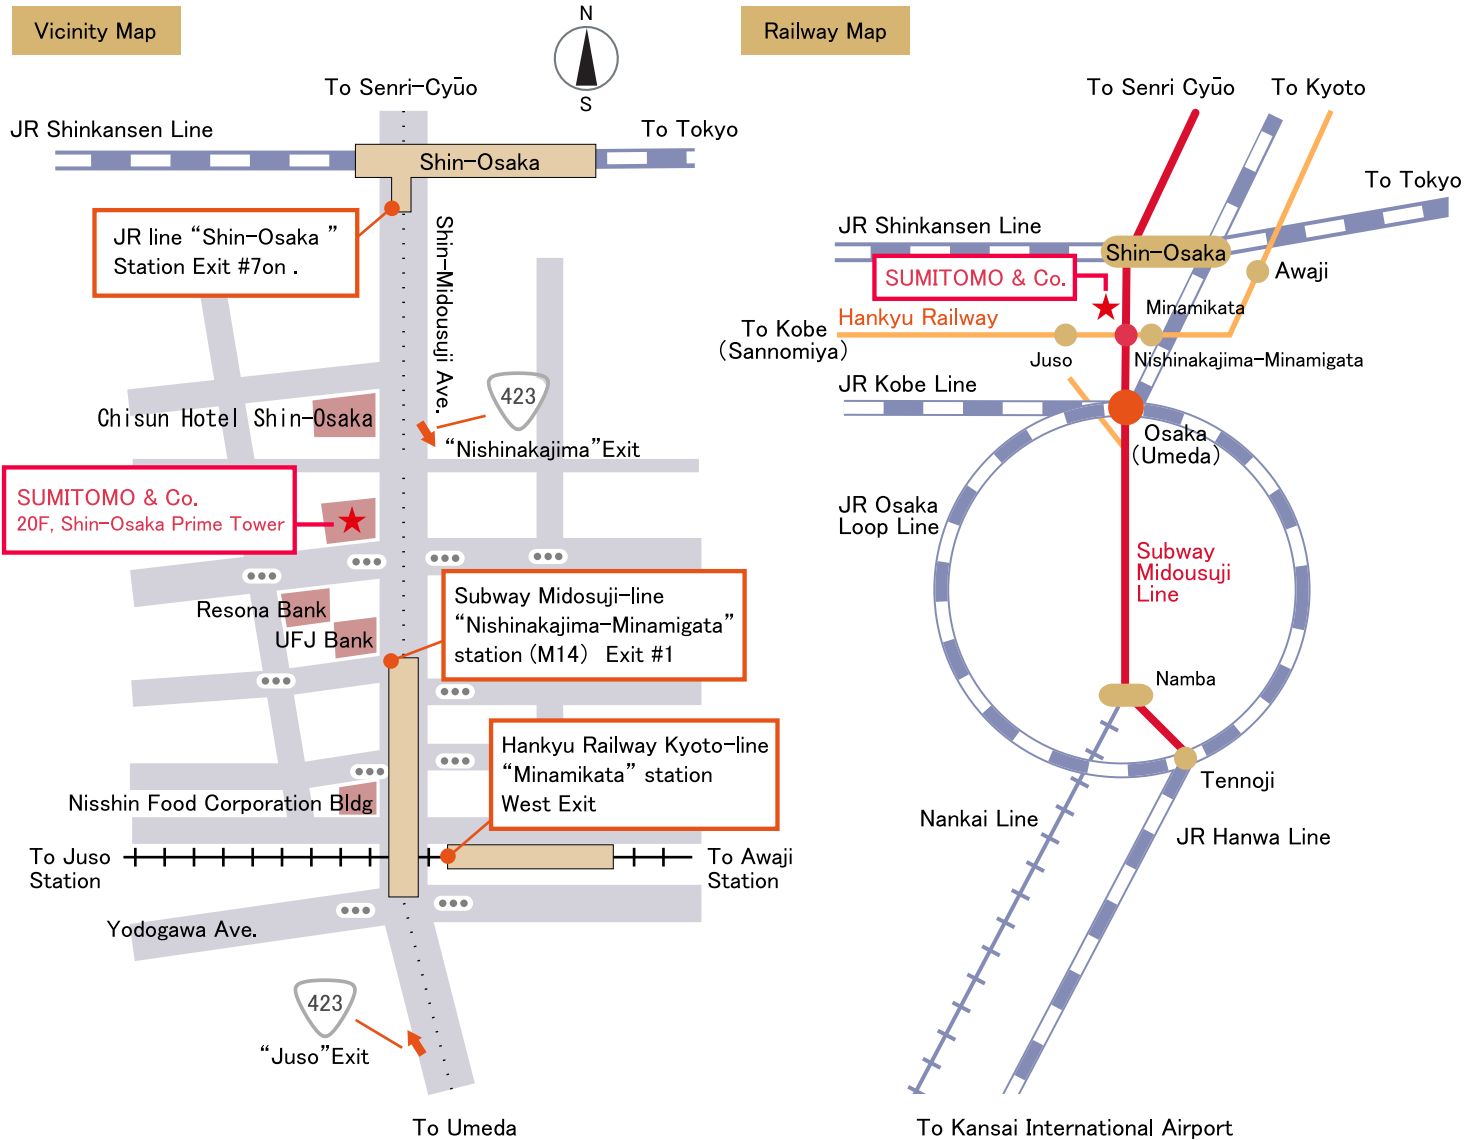 Vicinity Map
N
S
To Senri-Cyūo
JR Shinkansen Line
To Tokyo
Shin-Osaka
JR line “Shin-Osaka ”
Station Exit #7on .
Shin-Midousuji Ave.
423
Chisun Hotel Shin-Osaka
“Nishinakajima”Exit
SUMITOMO & Co.
20F, Shin-Osaka Prime Tower
Resona Bank
UFJ Bank
Subway Midosuji-line
“Nishinakajima-Minamigata”
station (M14) Exit #1
Hankyu Railway Kyoto-line
“Minamikata” station
West Exit
Nisshin Food Corporation Bldg
To Juso
Station
To Awaji
Station
Yodogawa Ave.
423
“Juso”Exit
To Umeda
Railway Map
To Senri Cyūo
To Kyoto
To Tokyo
JR Shinkansen Line
Shin-Osaka
Awaji
SUMITOMO & Co.
Minamikata
Hankyu Railway
To Kobe
(Sannomiya)
Juso
Nishinakajima-Minamigata
JR Kobe Line
Osaka
(Umeda)
JR Osaka
Loop Line
Subway
Midousuji
Line
Namba
Tennoji
Nankai Line
JR Hanwa Line
To Kansai International Airport